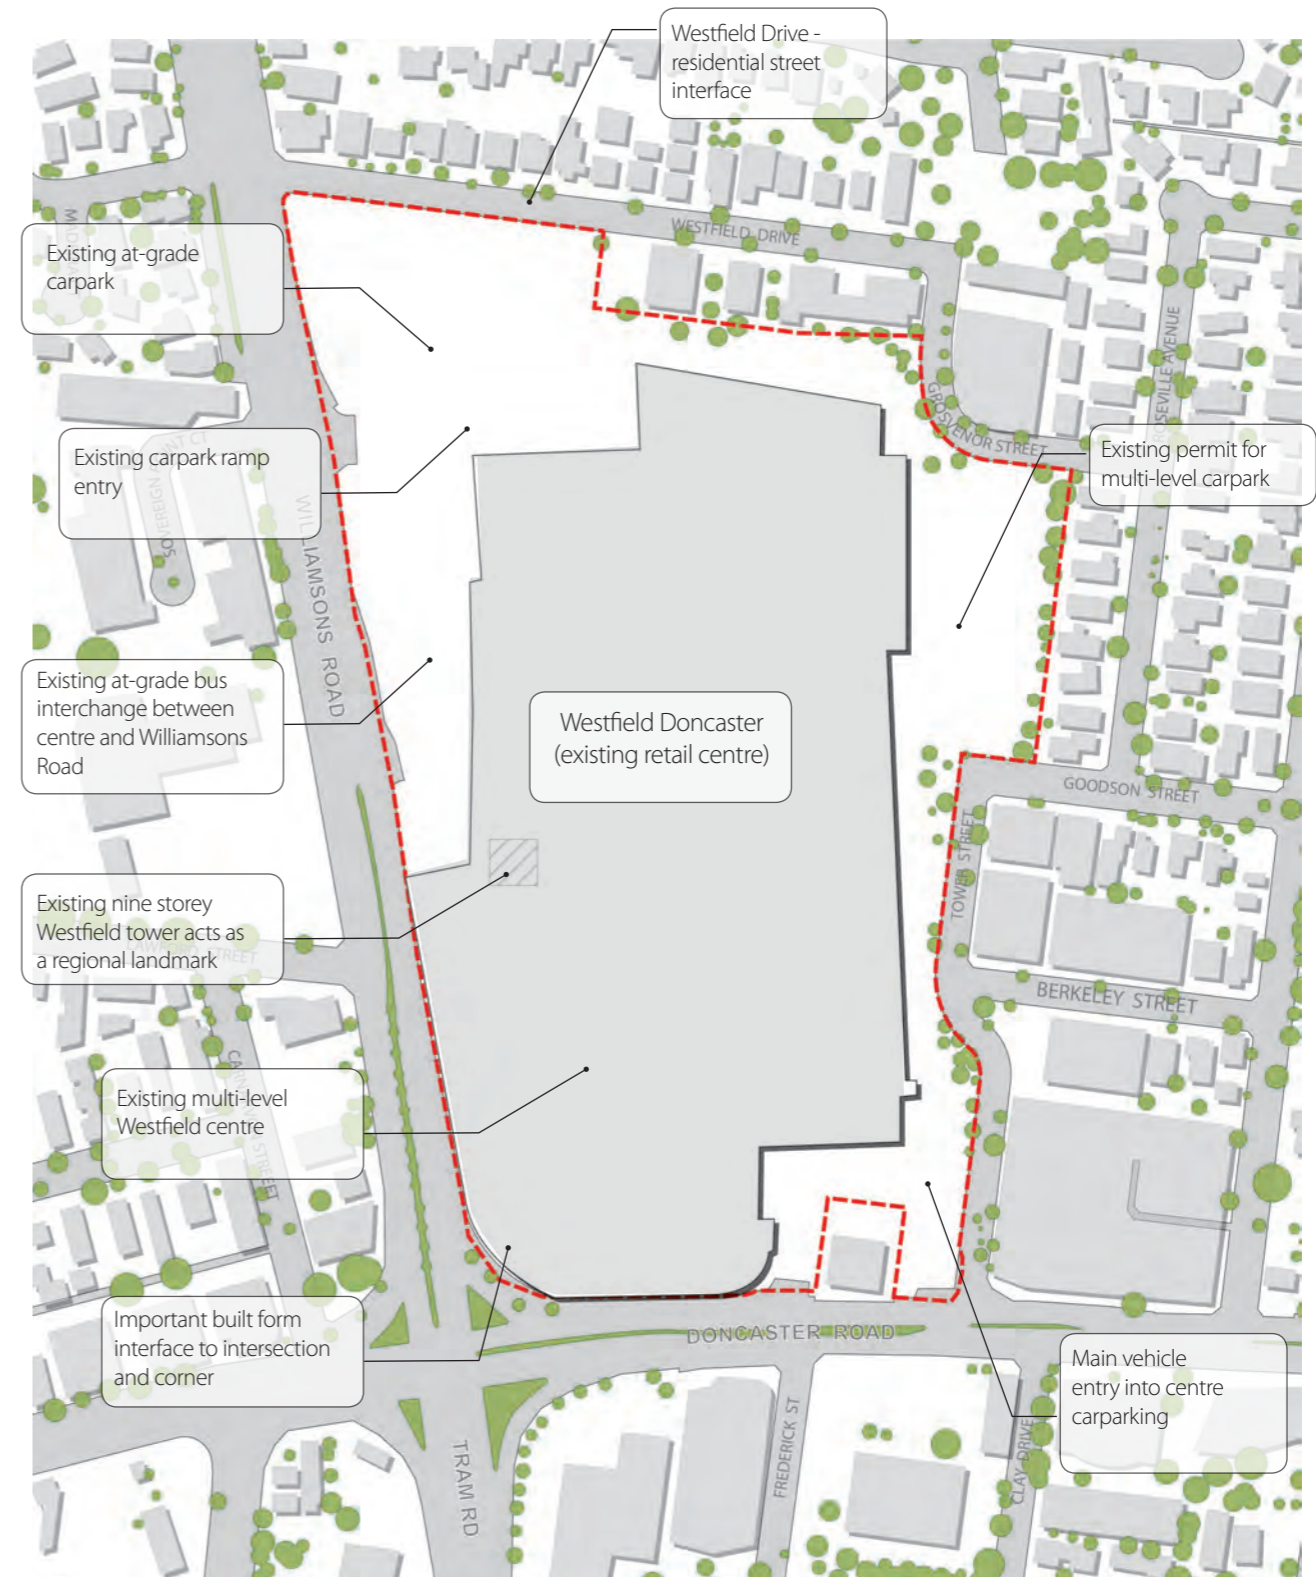 Westfield Drive -
residential street
interface
WESTFIELD DRIVE
Existing at-grade
carpark
ROSEVILLE AVENUE
GROSVENOR STREET
Existing carpark ramp
entry
Existing permit for
multi-level carpark
WILLIAMSONS ROAD
Existing at-grade bus
interchange between
centre and Williamsons
Road
Westfield Doncaster
(existing retail centre)
GOODSON STREET
TOWER STREET
Existing nine storey
Westfield tower acts as
a regional landmark
BERKELEY STREET
Existing multi-level
Westfield centre
STREET
Important built form
interface to intersection
and corner
DONCASTER ROAD
Main vehicle
entry into centre
carparking
TRAM RD
FREDERICK ST
CLAY DRIVE